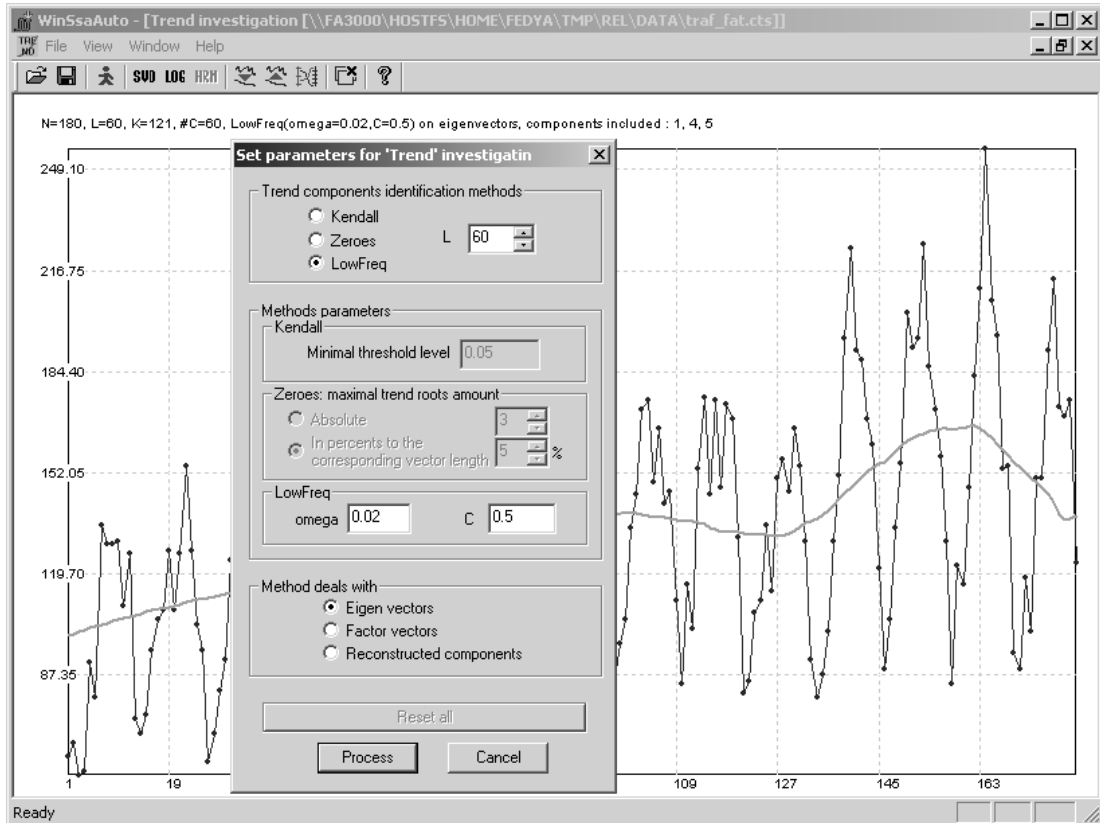 WinSsaAuto - [Trend investigation [\\FA3000\HOSTFS\HOME\FEDYA\TMP\REL\DATA\traf_fat.cts]]
TRE ND File View Window Help
SVD LOG HRM
N=180, L=60, K=121, #C=60, LowFreq(omega=0.02,C=0.5) on eigenvectors, components included : 1, 4, 5
249.10
216.75
184.40
152.05
119.70
87.35
1 19 109 127 145 163
Set parameters for 'Trend' investigatin
Trend components identification methods
Kendall
Zeroes
LowFreq
L 60
Methods parameters
Kendall
Minimal threshold level 0.05
Zeroes: maximal trend roots amount
Absolute 3
In percents to the
corresponding vector length 5 %
LowFreq
omega 0.02 C 0.5
Method deals with
Eigen vectors
Factor vectors
Reconstructed components
Reset all
Process Cancel
Ready